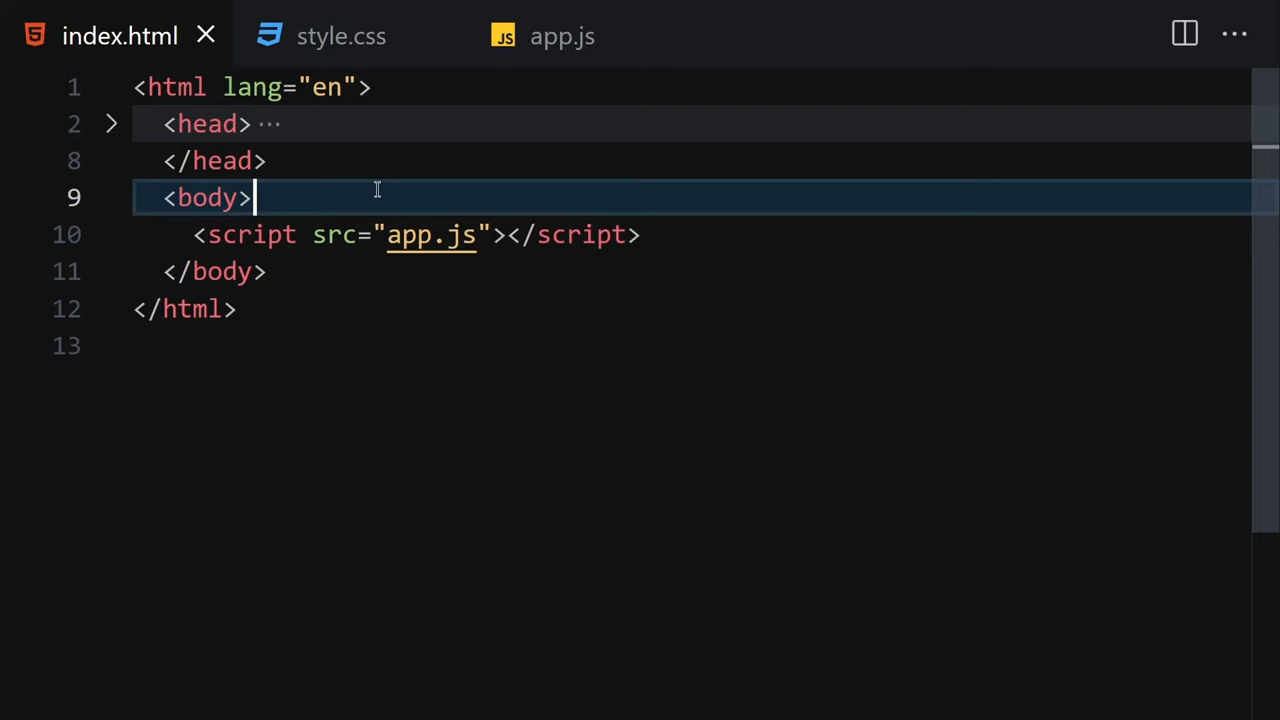 index.html style.css JS app.js
1 <html lang="en">
2 <head> ···
8 </head>
9 <body>
10 <script src="app.js"></script>
11 </body>
12 </html>
13